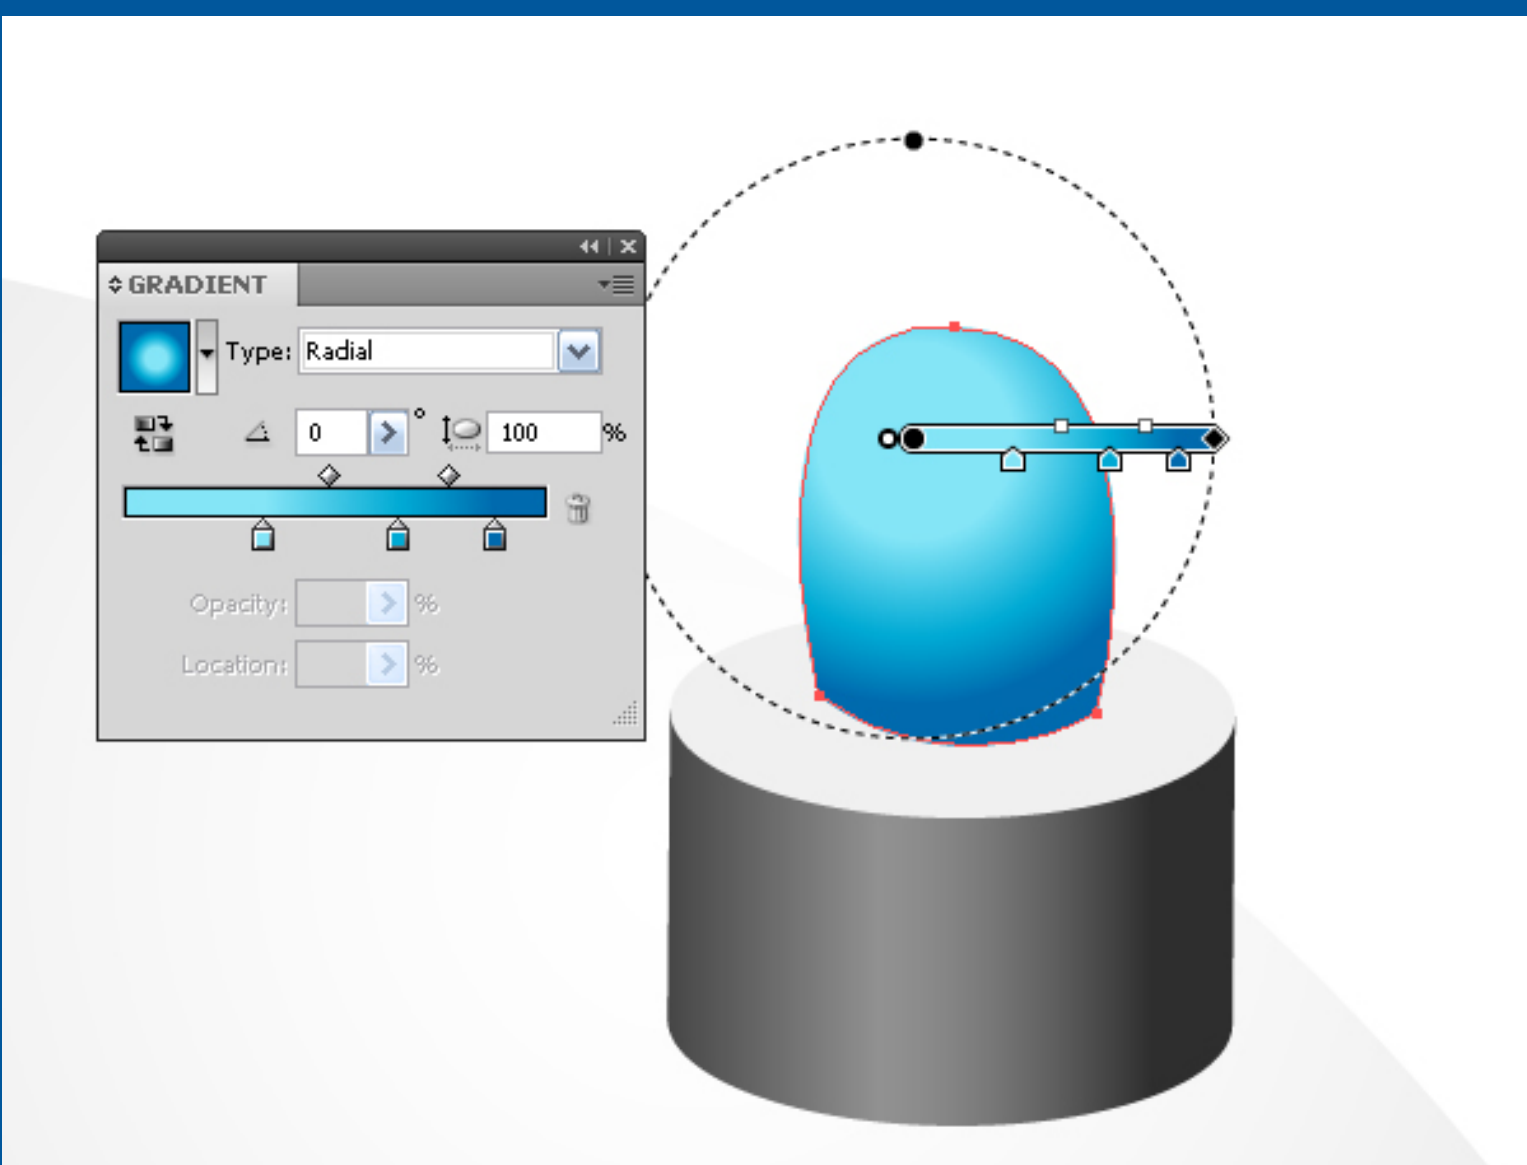 GRADIENT
Type: Radial
0 ° 100 %
Opacity: %
Location: %